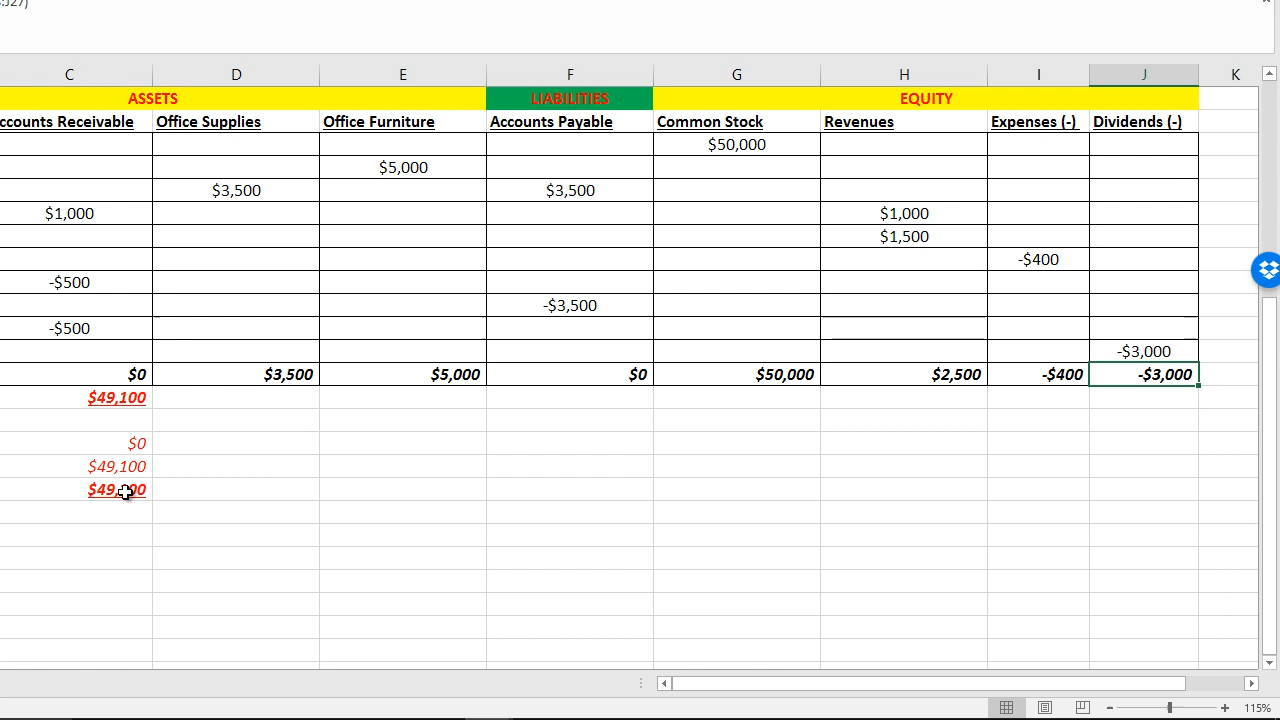 :J27)
C D E F G H I J K
ASSETS LIABILITIES EQUITY
ccounts Receivable Office Supplies Office Furniture Accounts Payable Common Stock Revenues Expenses (-) Dividends (-)
$50,000
$5,000
$3,500 $3,500
$1,000 $1,000
$1,500
-$400
-$500
-$3,500
-$500
-$3,000
$0 $3,500 $5,000 $0 $50,000 $2,500 -$400 -$3,000
$49,100
$0
$49,100
115%